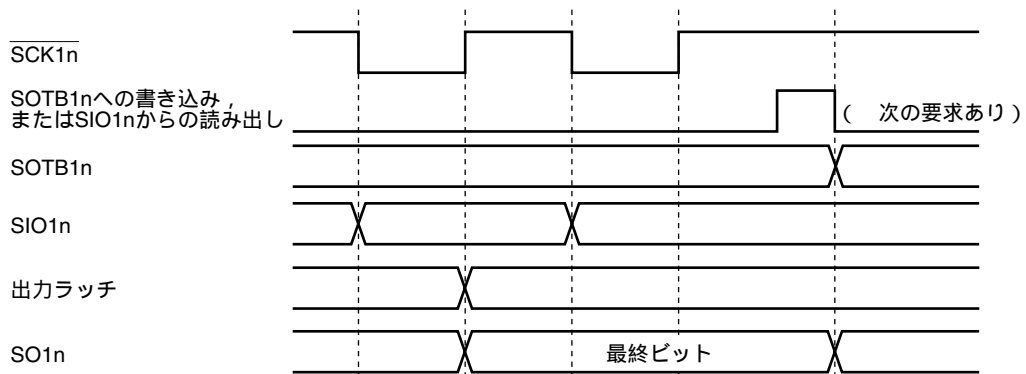 SCK1n
SOTB1nへの書き込み,
またはSIO1nからの読み出し
( 次の要求あり)
SOTB1n
SIO1n
出力ラッチ
SO1n
最終ビット